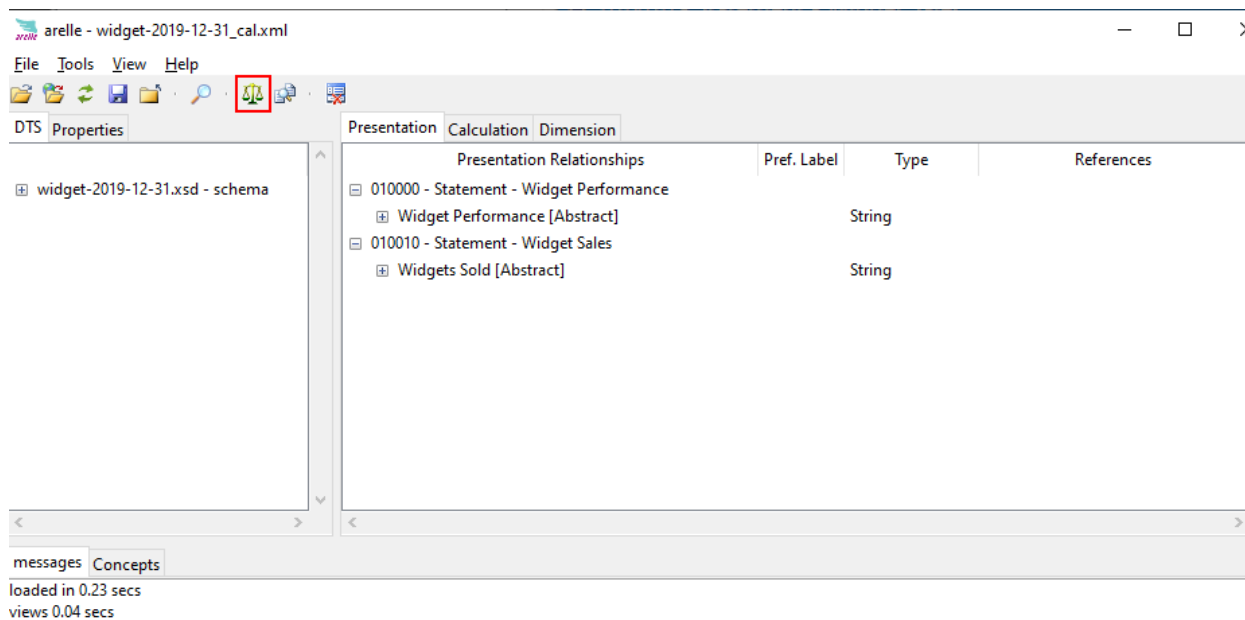 arelle arelle - widget-2019-12-31_cal.xml
File Tools View Help
DTS Properties
Presentation Calculation Dimension
Presentation Relationships Pref. Label Type References
widget-2019-12-31.xsd - schema
010000 - Statement - Widget Performance
Widget Performance [Abstract] String
010010 - Statement - Widget Sales
Widgets Sold [Abstract] String
messages Concepts
loaded in 0.23 secs
views 0.04 secs